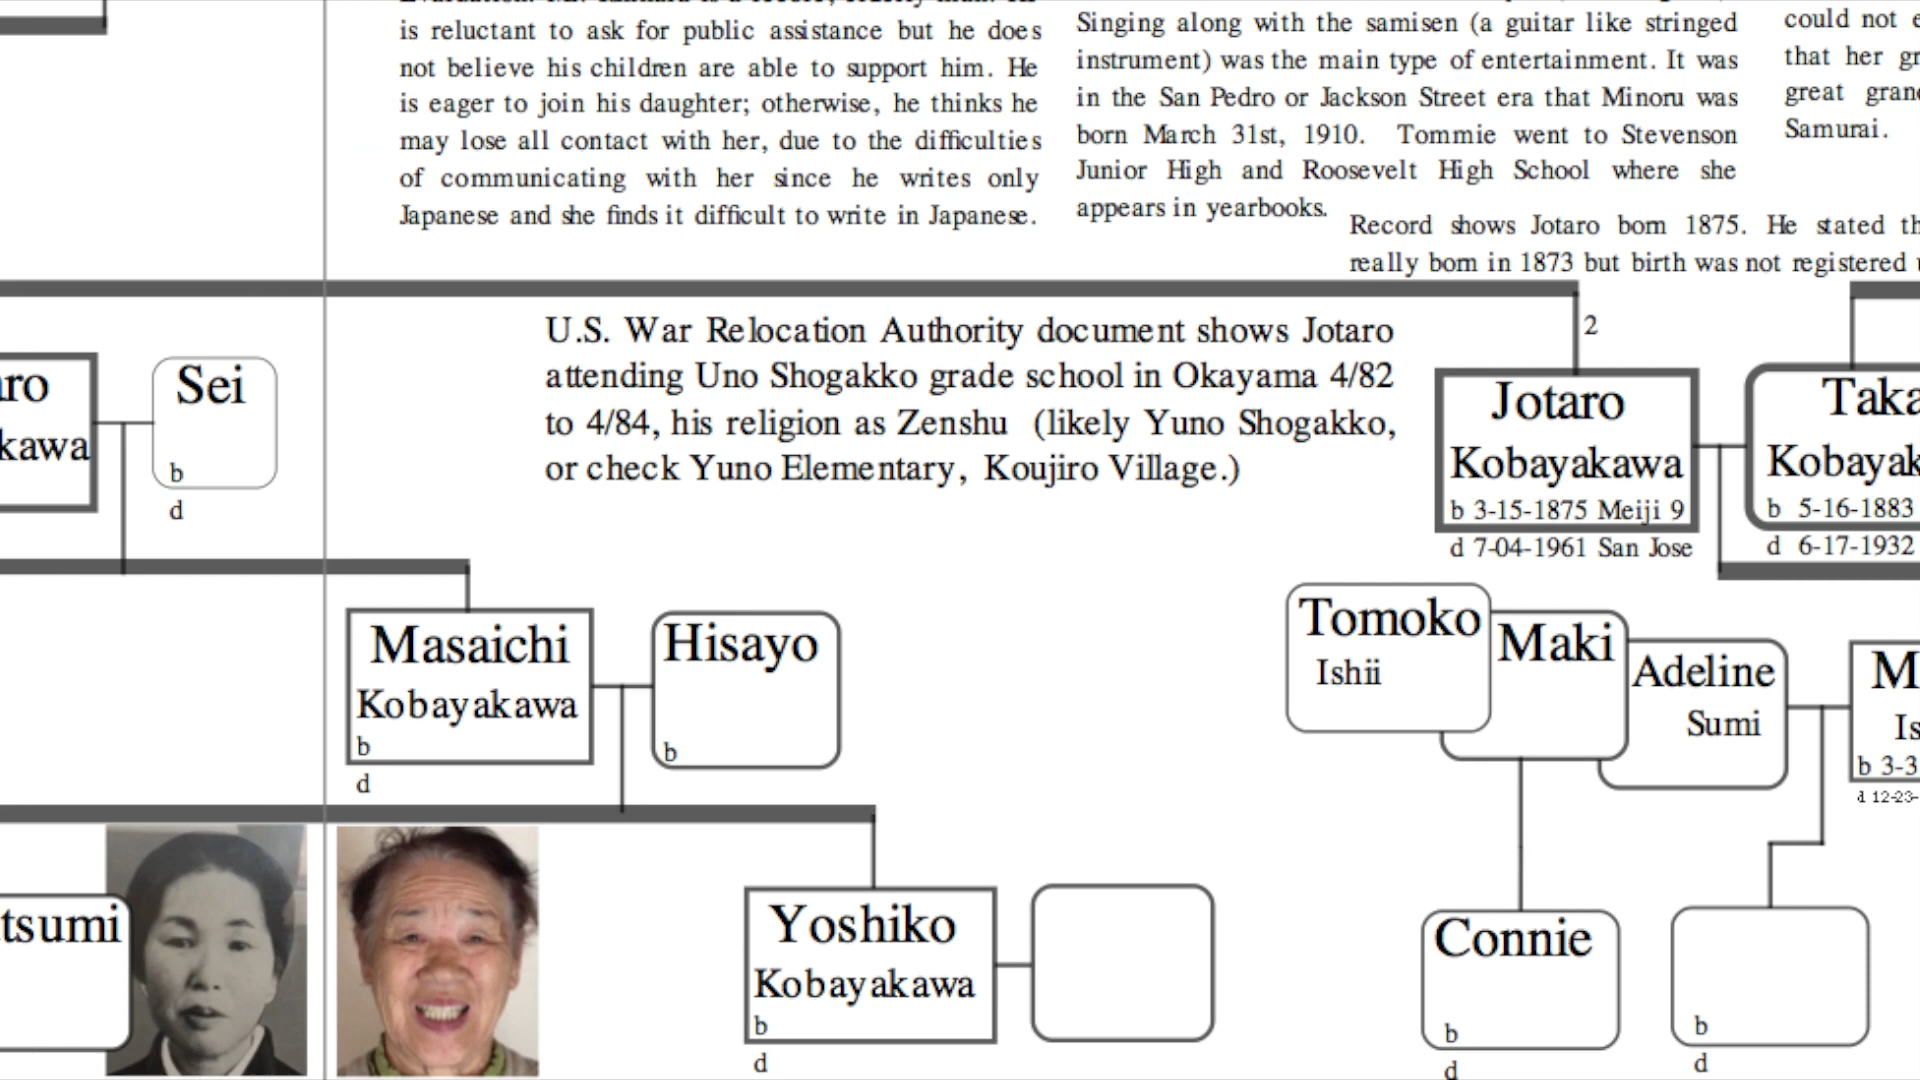 is reluctant to ask for public assistance but he does
not believe his children are able to support him. He
is eager to join his daughter; otherwise, he thinks he
may lose all contact with her, due to the difficulties
of communicating with her since he writes only
Japanese and she finds it difficult to write in Japanese.
Singing along with the samisen (a guitar like stringed
instrument) was the main type of entertainment. It was
in the San Pedro or Jackson Street era that Minoru was
born March 31st, 1910. Tommie went to Stevenson
Junior High and Roosevelt High School where she
appears in yearbooks.
could not e
that her gr
great gran
Samurai.
Record shows Jotaro born 1875. He stated th
really born in 1873 but birth was not registered u
U.S. War Relocation Authority document shows Jotaro
attending Uno Shogakko grade school in Okayama 4/82
to 4/84, his religion as Zenshu (likely Yuno Shogakko,
or check Yuno Elementary, Koujiro Village.)
2
ro
kawa
Sei
b
d
Jotaro
Kobayakawa
b 3-15-1875 Meiji 9
d 7-04-1961 San Jose
Taka
Kobayak
b 5-16-1883
d 6-17-1932
Masaichi
Kobayakawa
b
d
Hisayo
b
Tomoko
Ishii
Maki
Adeline
Sumi
M
Is
b 3-3
d 12-23-
tsumi
Yoshiko
Kobayakawa
b
d
Connie
b
d
b
d